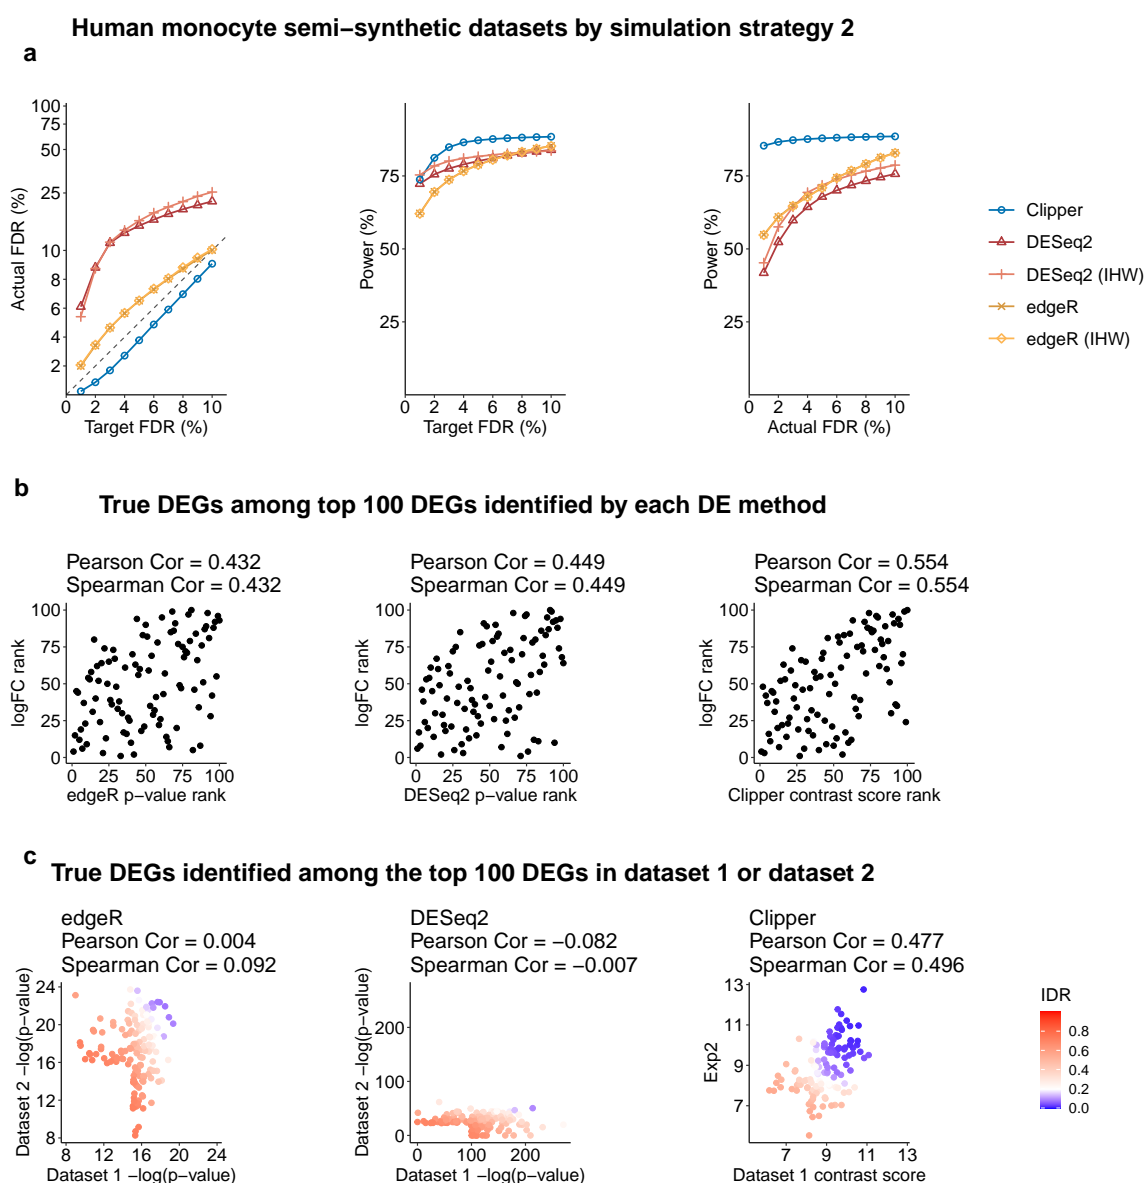 Human monocyte semi−synthetic datasets by simulation strategy 2
a
100
75
50
25
10
8
6
4
2
0 2 4 6 8 10
Actual FDR (%)
Target FDR (%)
75
50
25
0 2 4 6 8 10
Power (%)
Target FDR (%)
75
50
25
0 2 4 6 8 10
Power (%)
Actual FDR (%)
Clipper
DESeq2
DESeq2 (IHW)
edgeR
edgeR (IHW)
b
True DEGs among top 100 DEGs identified by each DE method
Pearson Cor = 0.432
Spearman Cor = 0.432
100
75
50
25
0
0 25 50 75 100
logFC rank
edgeR p−value rank
Pearson Cor = 0.449
Spearman Cor = 0.449
100
75
50
25
0
0 25 50 75 100
logFC rank
DESeq2 p−value rank
Pearson Cor = 0.554
Spearman Cor = 0.554
100
75
50
25
0
0 25 50 75 100
logFC rank
Clipper contrast score rank
c
True DEGs identified among the top 100 DEGs in dataset 1 or dataset 2
edgeR
Pearson Cor = 0.004
Spearman Cor = 0.092
24
20
16
12
8
8 12 16 20 24
Dataset 2 −log(p−value)
Dataset 1 −log(p−value)
DESeq2
Pearson Cor = −0.082
Spearman Cor = −0.007
200
100
0
0 100 200
Dataset 2 −log(p−value)
Dataset 1 −log(p−value)
Clipper
Pearson Cor = 0.477
Spearman Cor = 0.496
13
11
9
7
7 9 11 13
Exp2
Dataset 1 contrast score
IDR
0.8
0.6
0.4
0.2
0.0